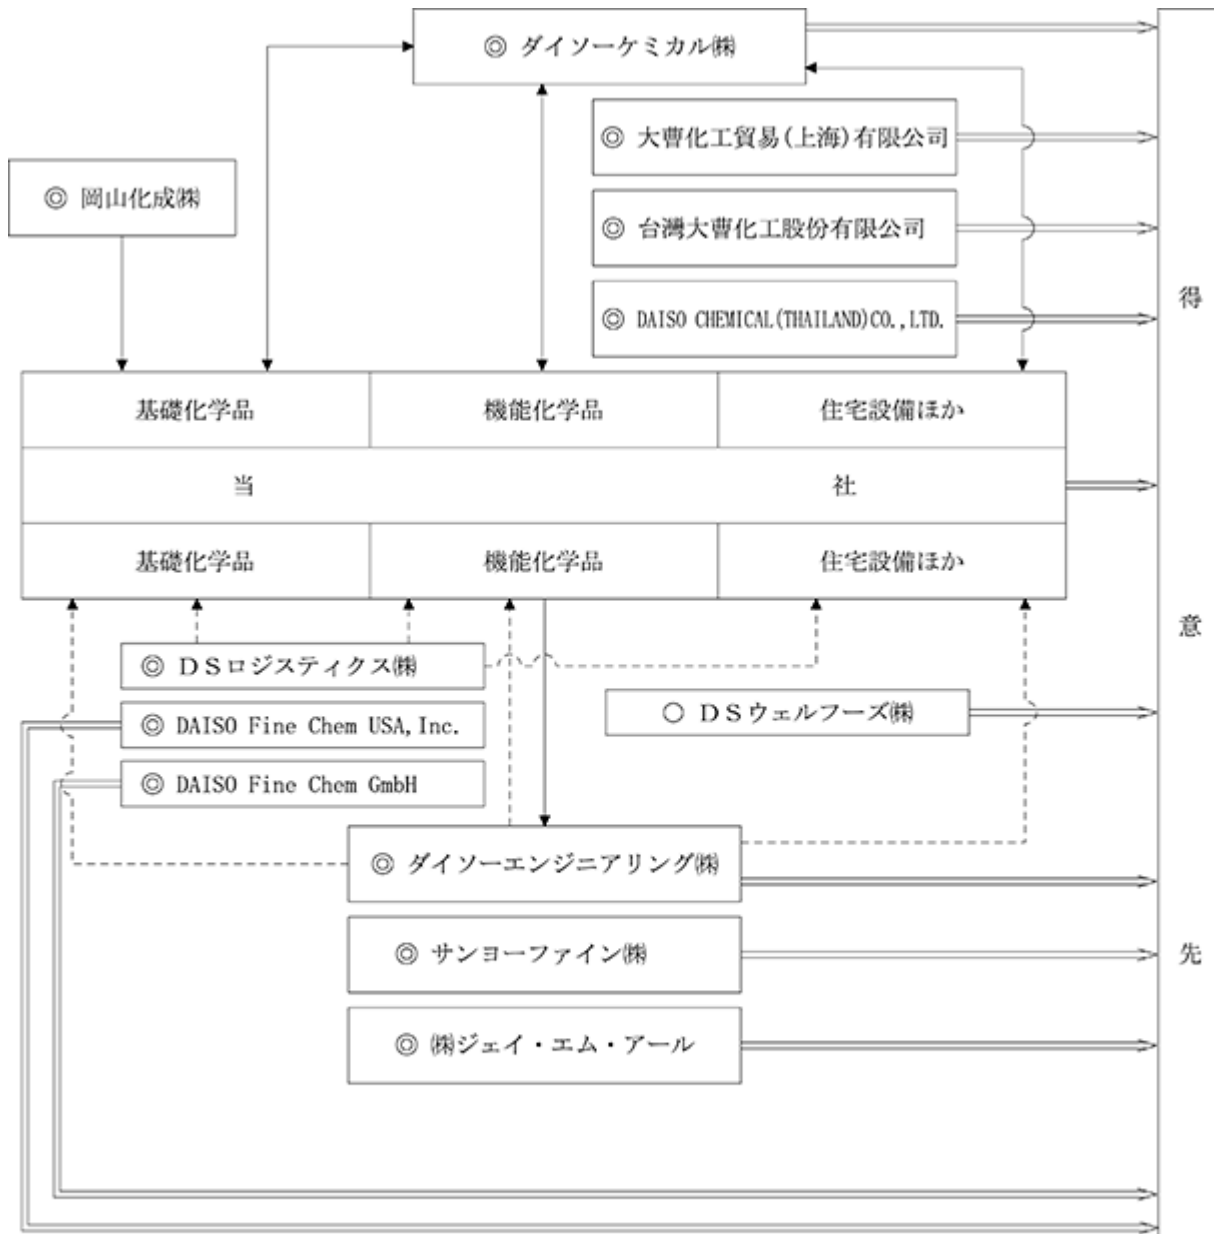 ◎ ダイソーケミカル㈱
◎ 大曹化工貿易(上海)有限公司
◎ 岡山化成㈱
◎ 台灣大曹化工股份有限公司
◎ DAISO CHEMICAL(THAILAND)CO.,LTD.
基礎化学品 機能化学品 住宅設備ほか
当 社
基礎化学品 機能化学品 住宅設備ほか
◎ DSロジスティクス㈱
◎ DAISO Fine Chem USA,Inc.
◎ DAISO Fine Chem GmbH
○ DSウェルフーズ㈱
◎ ダイソーエンジニアリング㈱
◎ サンヨーファイン㈱
◎ ㈱ジェイ・エム・アール
得意先